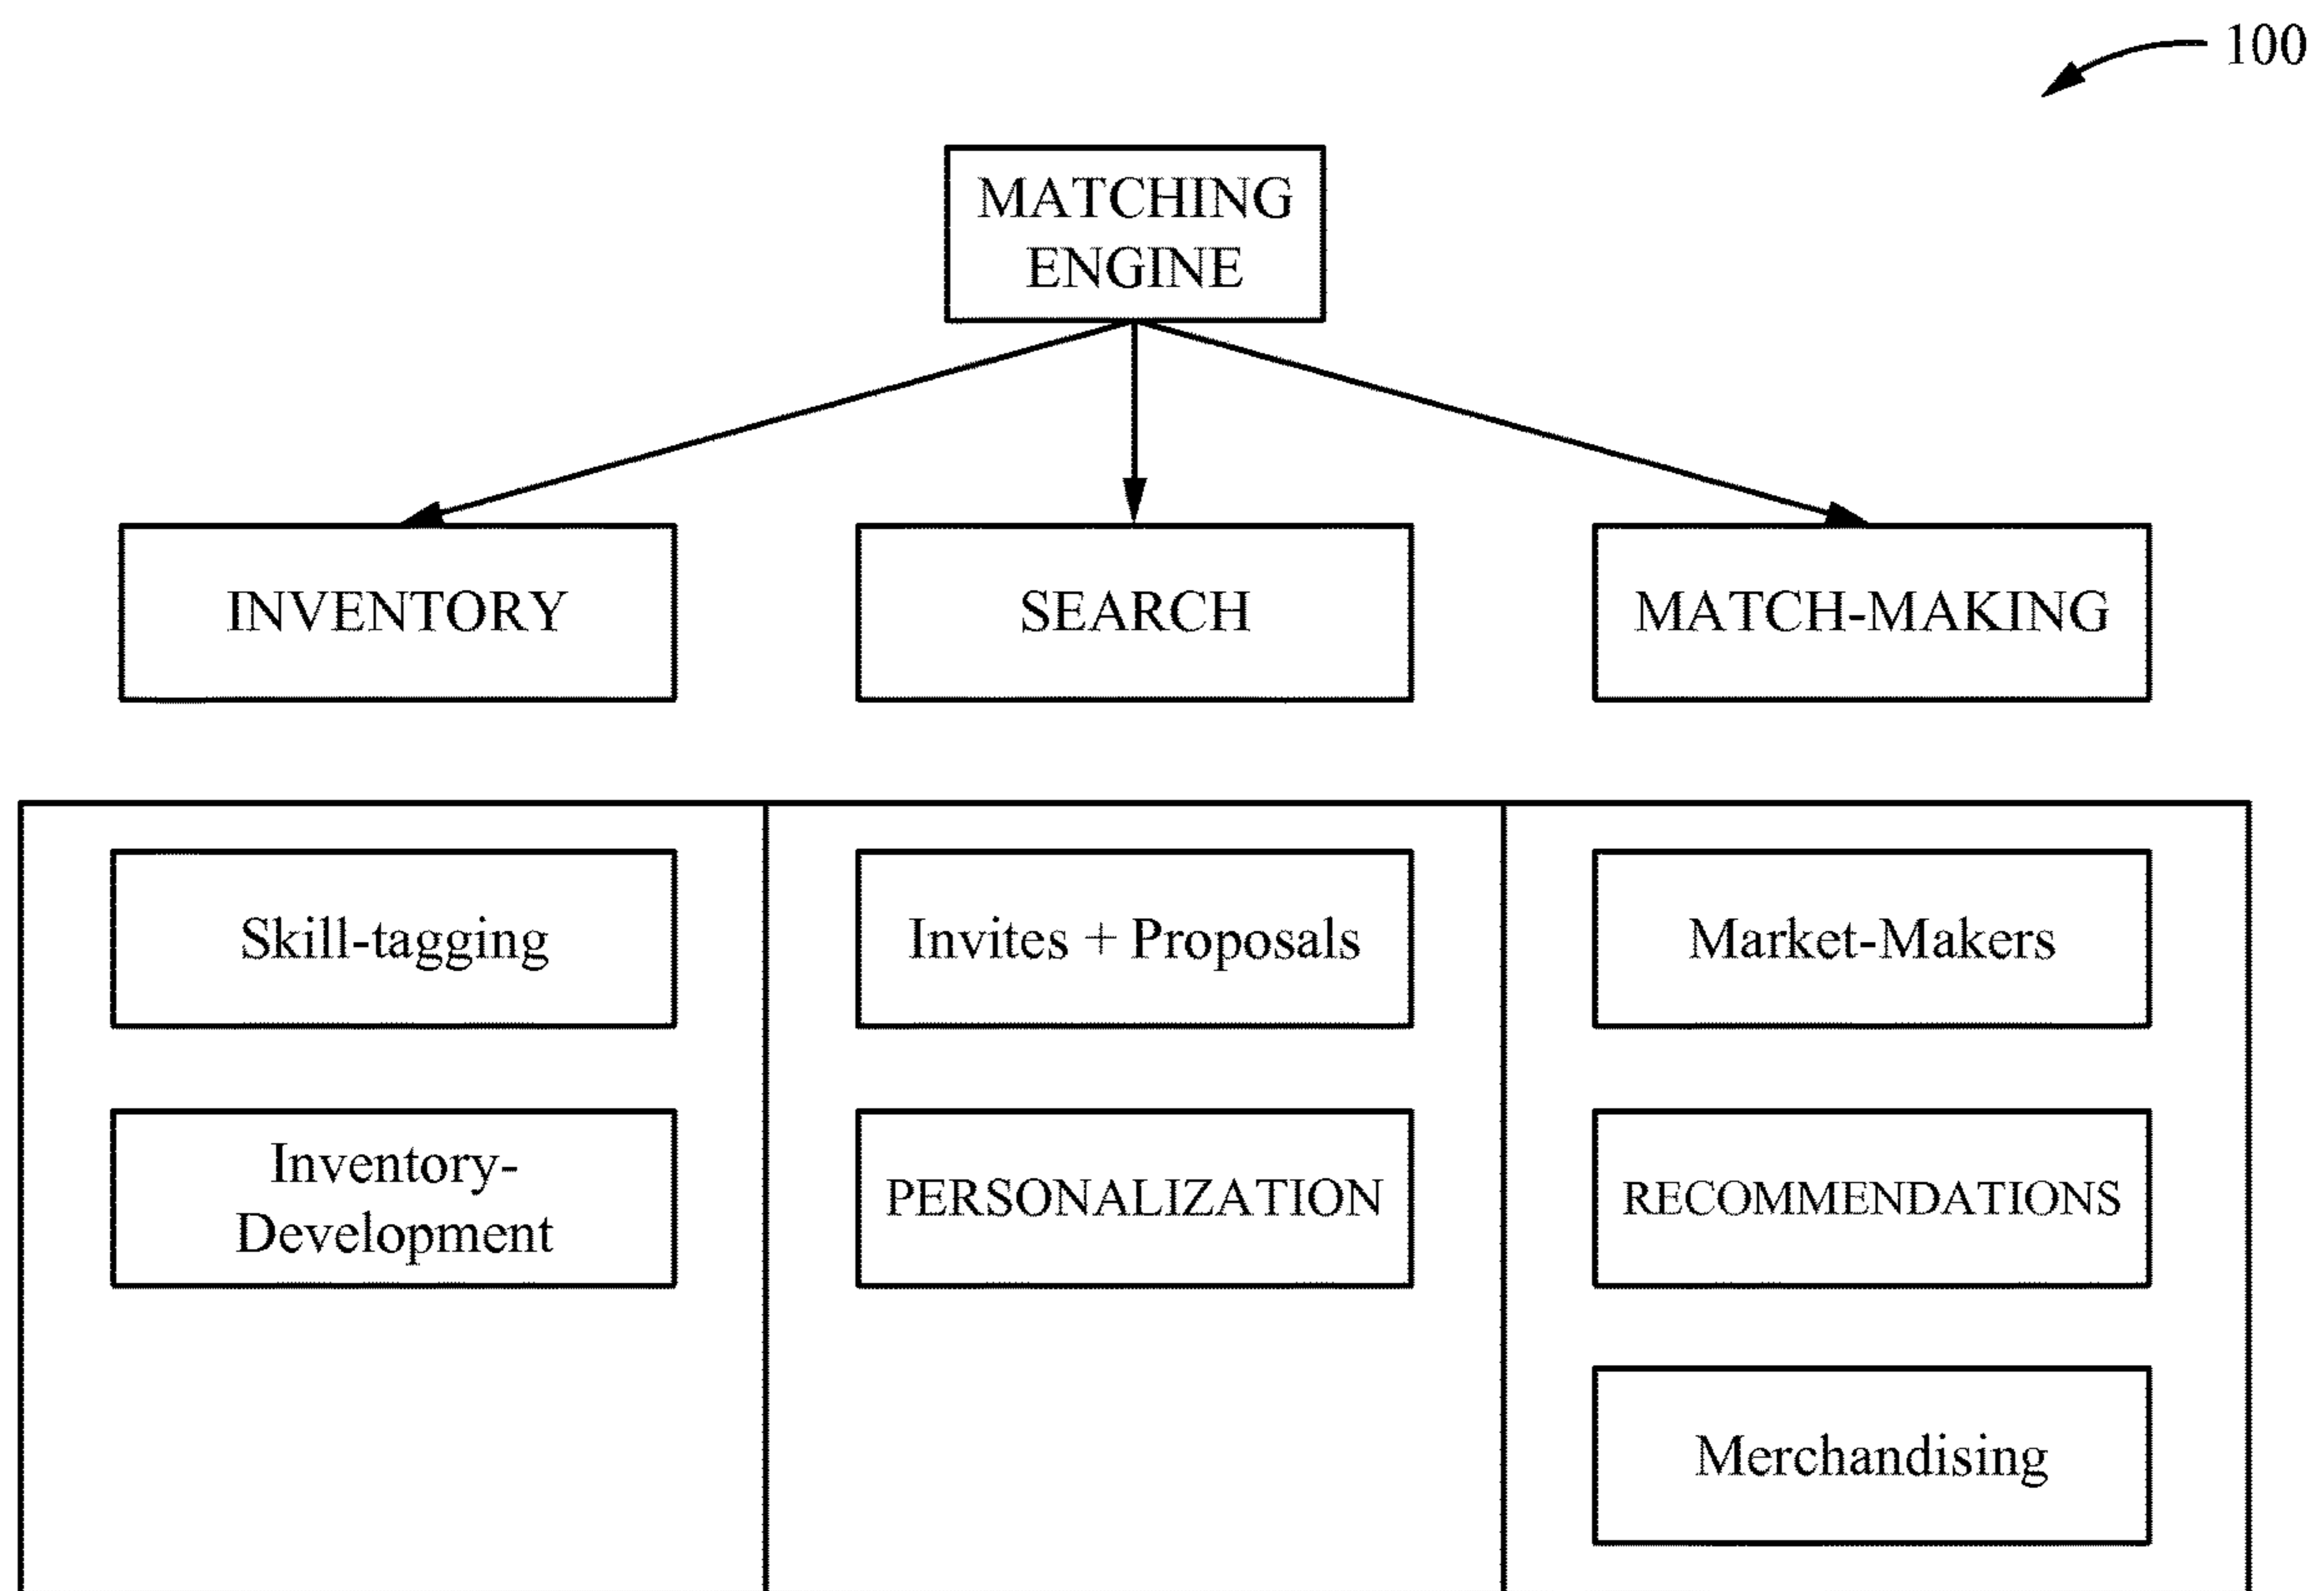 100
MATCHING
ENGINE
INVENTORY
SEARCH
MATCH-MAKING
Skill-tagging
Invites + Proposals
Market-Makers
Inventory-
Development
PERSONALIZATION
RECOMMENDATIONS
Merchandising